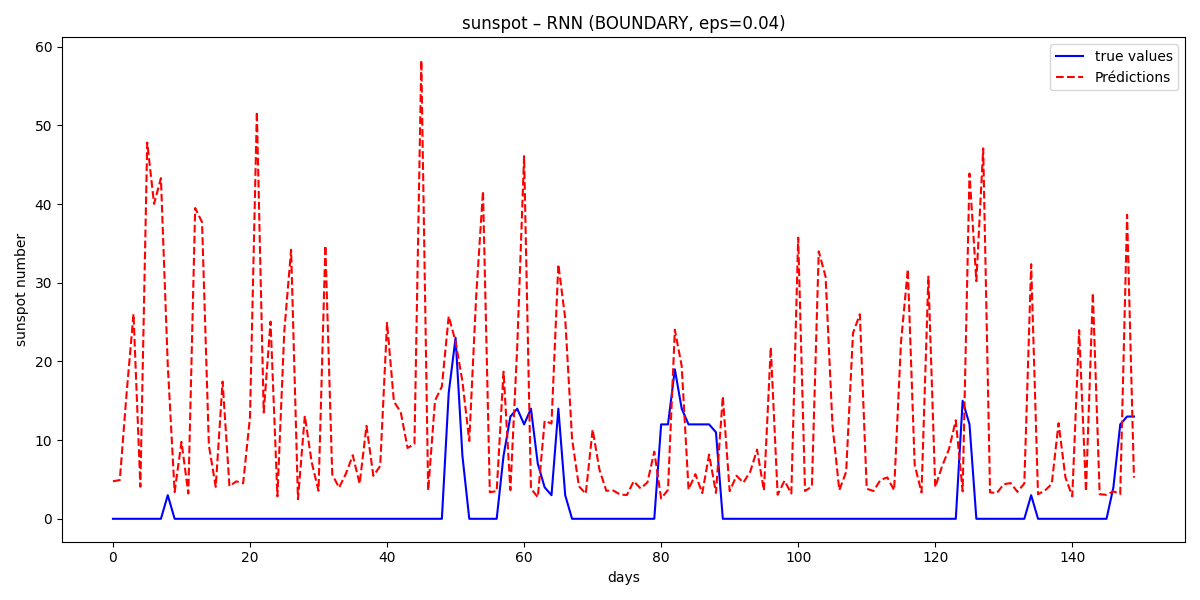 sunspot – RNN (BOUNDARY, eps=0.04)
true values
Prédictions
sunspot number
60
50
40
30
20
10
0
0 20 40 60 80 100 120 140
days